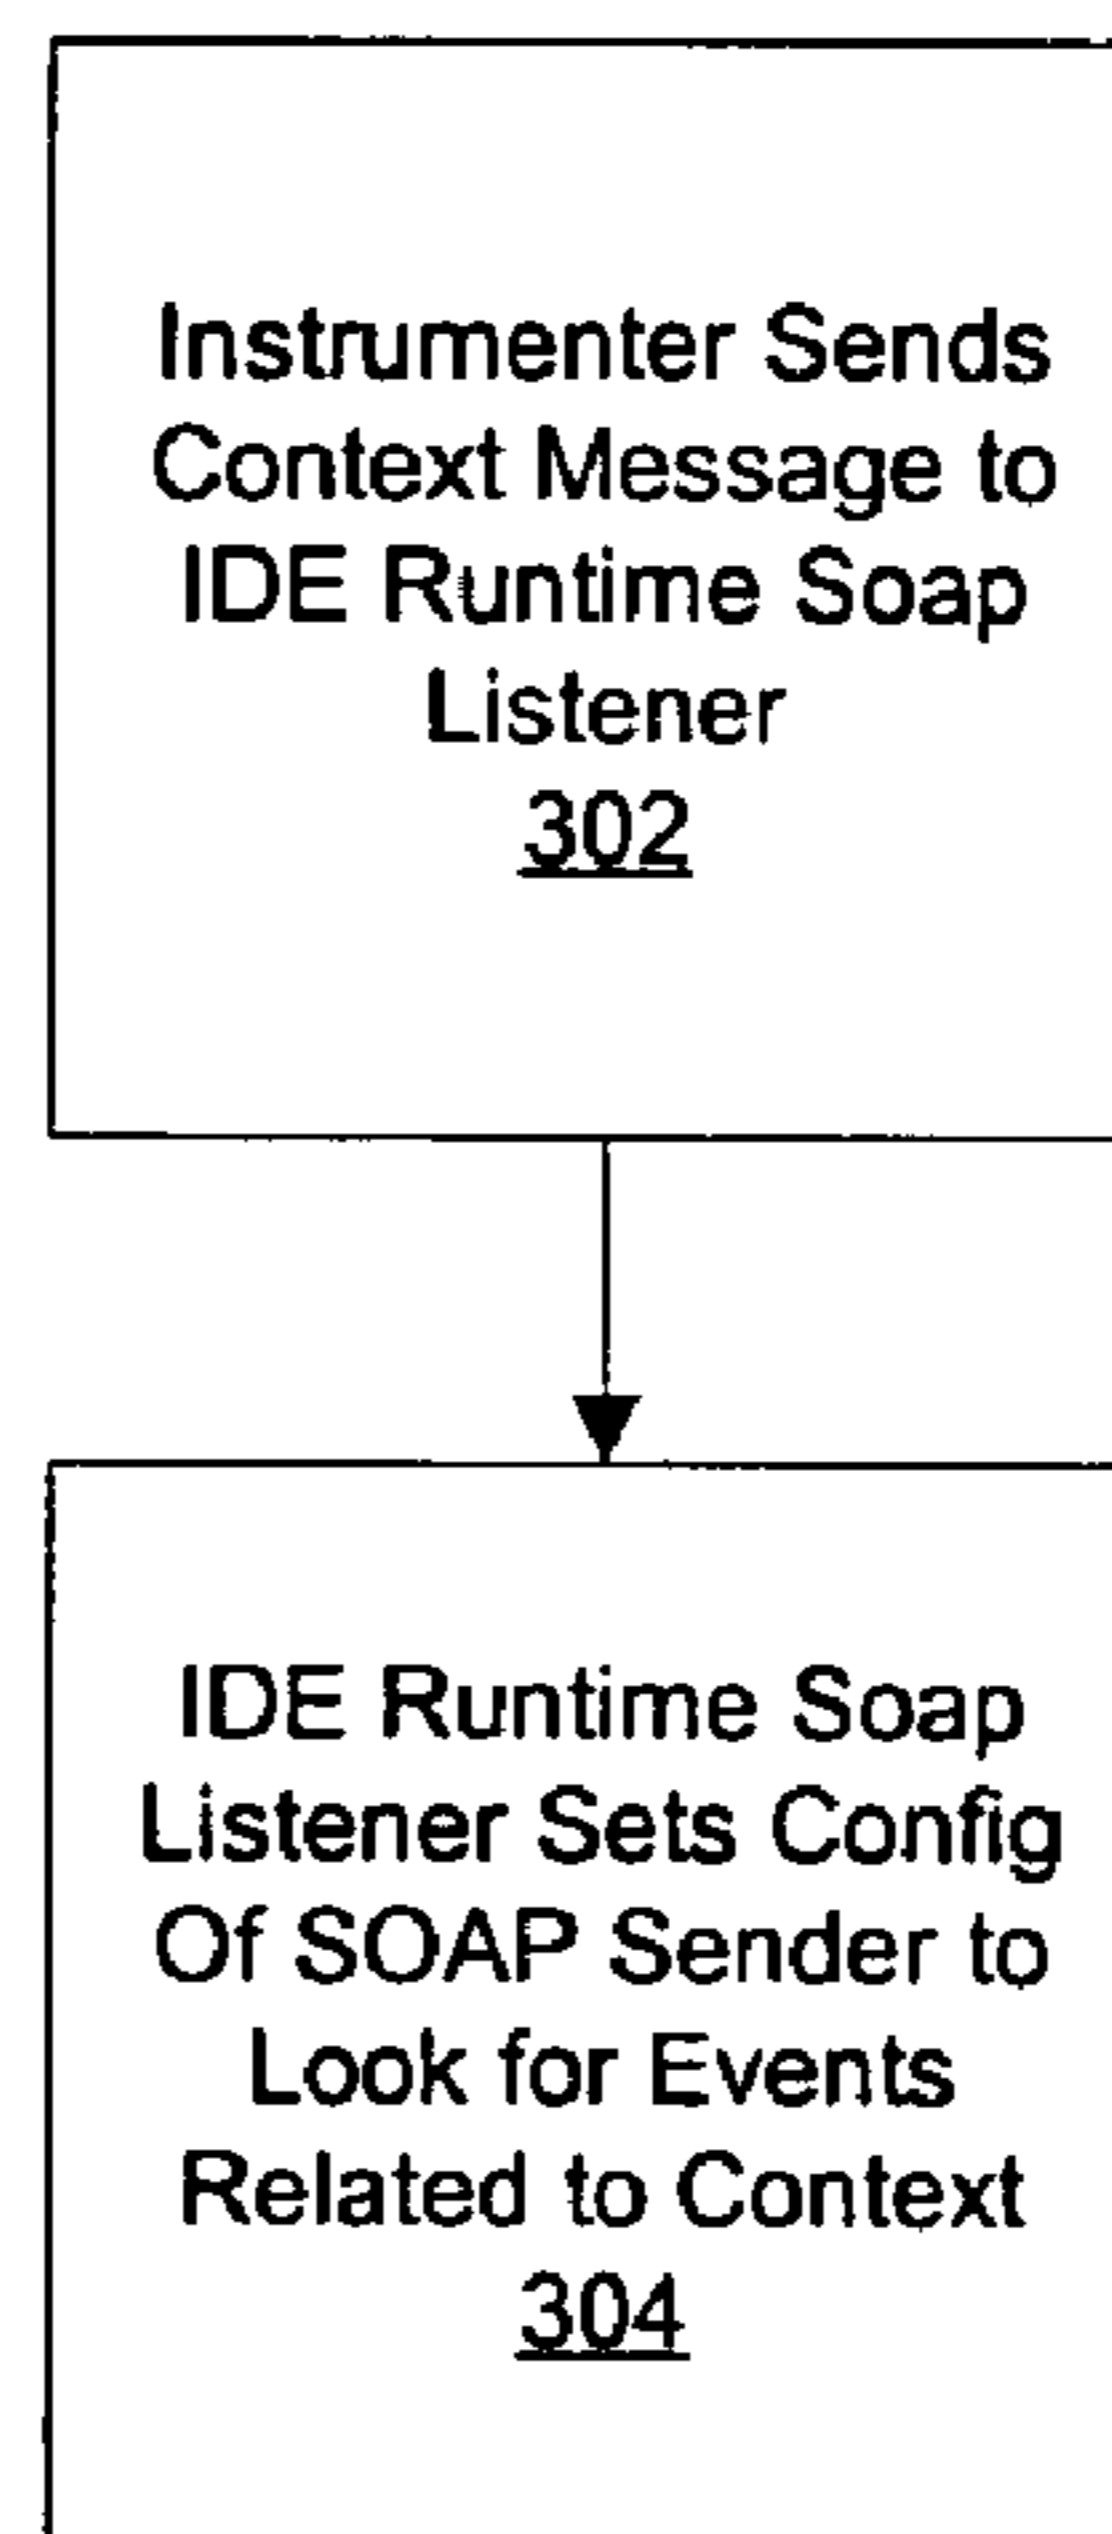 Instrumenter Sends
Context Message to
IDE Runtime Soap
Listener
302
IDE Runtime Soap
Listener Sets Config
Of SOAP Sender to
Look for Events
Related to Context
304